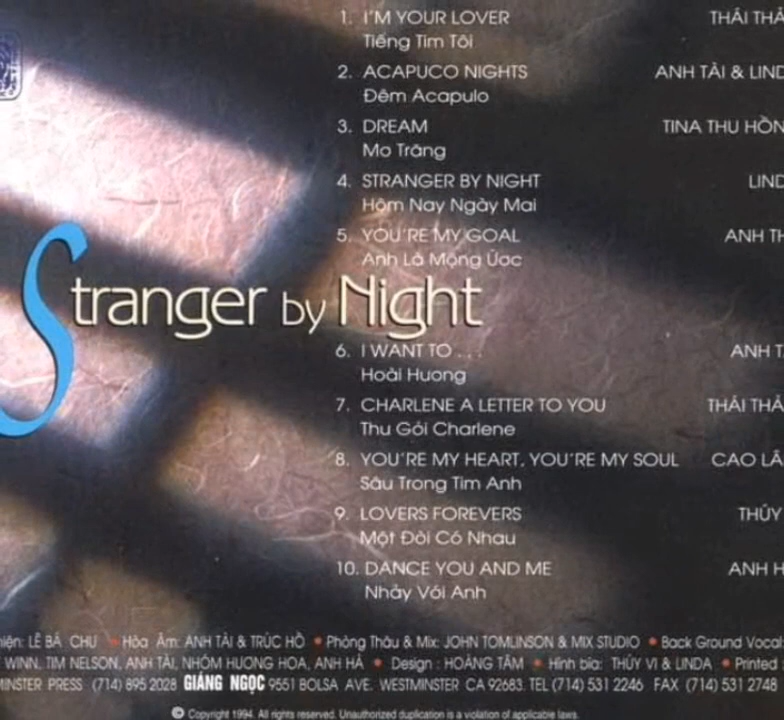 1. I'M YOUR LOVER THÁI THẢ
Tiếng Tim Tôi
2. ACAPUCO NIGHTS ANH TÀI & LIND
Đêm Acapulo
3. DREAM TINA THU HỒN
Mơ Trăng
4. STRANGER BY NIGHT LIND
Hôm Nay Ngày Mai
5. YOU'RE MY GOAL ANH TH
Anh Là Mộng Ước
Stranger by Night
6. I WANT TO . . . ANH T
Hoài Hương
7. CHARLENE A LETTER TO YOU THÁI THẢ
Thu Gỏi Charlene
8. YOU'RE MY HEART, YOU'RE MY SOUL CAO LÂ
Sâu Trong Tim Anh
9. LOVERS FOREVERS THÚY
Một Đời Có Nhau
10. DANCE YOU AND ME ANH H
Nhảy Với Anh
hiện: LÊ BÁ CHƯ • Hòa Âm: ANH TÀI & TRÚC HỒ • Phòng Thâu & Mix: JOHN TOMLINSON & MIX STUDIO • Back Ground Vocal:
WINN, TIM NELSON, ANH TÀI, NHÓM HƯƠNG HOA, ANH HÀ • Design : HOÀNG TÂM • Hình bìa: THÚY VI & LINDA • Printed
MINSTER PRESS (714) 895 2028 GIÁNG NGỌC 9551 BOLSA AVE. WESTMINSTER CA 92683. TEL (714) 531 2246 FAX (714) 531 2748
© Copyright 1994. All rights reserved. Unauthorized duplication is a violation of applicable laws.